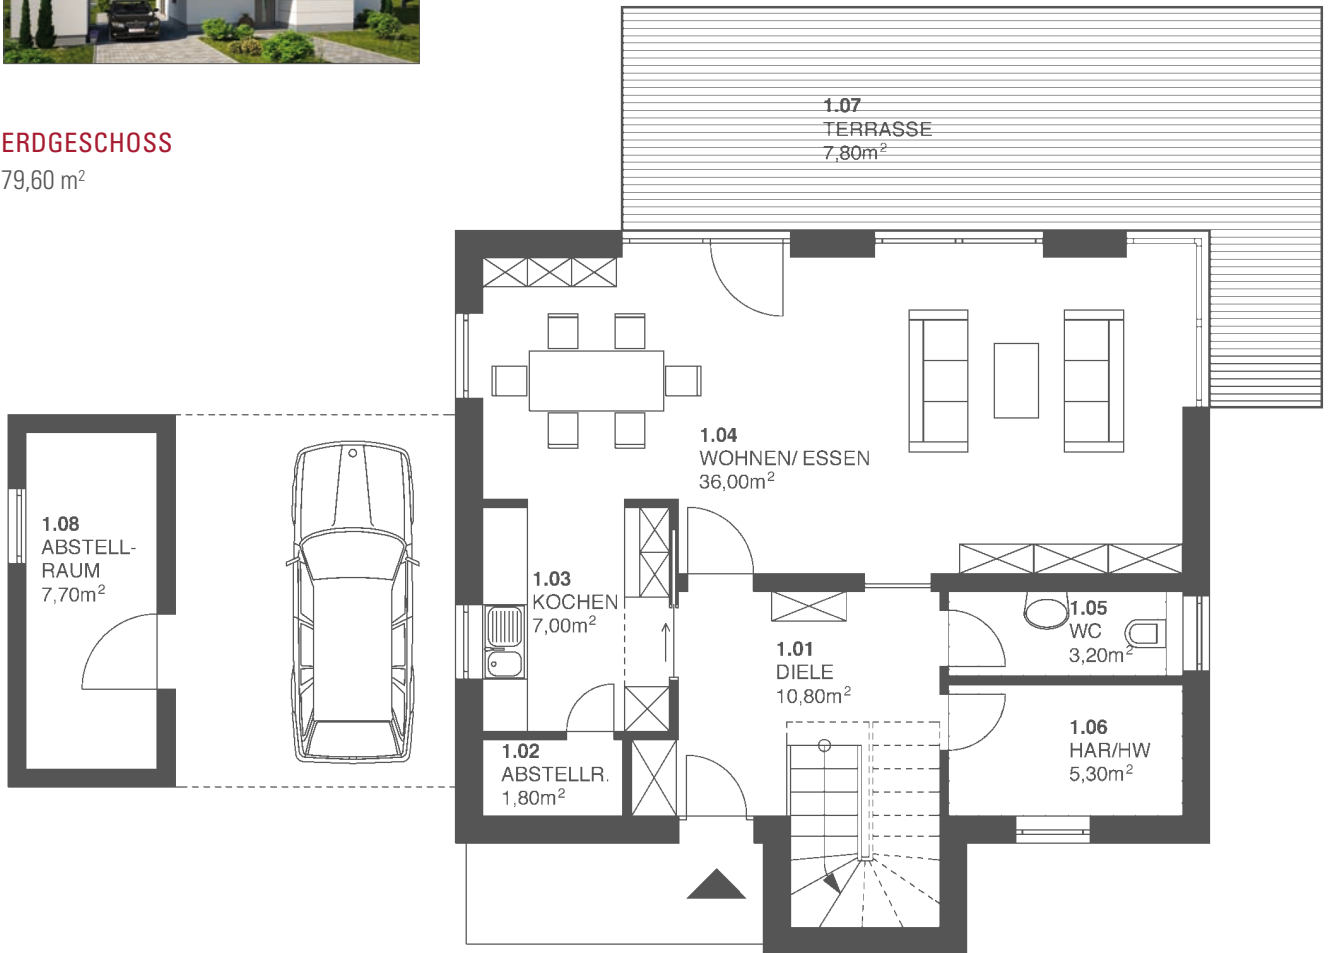 ERDGESCHOSS
79,60 m²
1.07
TERRASSE
7,80m²
1.04
WOHNEN/ ESSEN
36,00m²
1.08
ABSTELL-
RAUM
7,70m²
1.03
KOCHEN
7,00m²
1.05
WC
3,20m²
1.01
DIELE
10,80m²
1.06
HAR/HW
5,30m²
1.02
ABSTELLR.
1,80m²